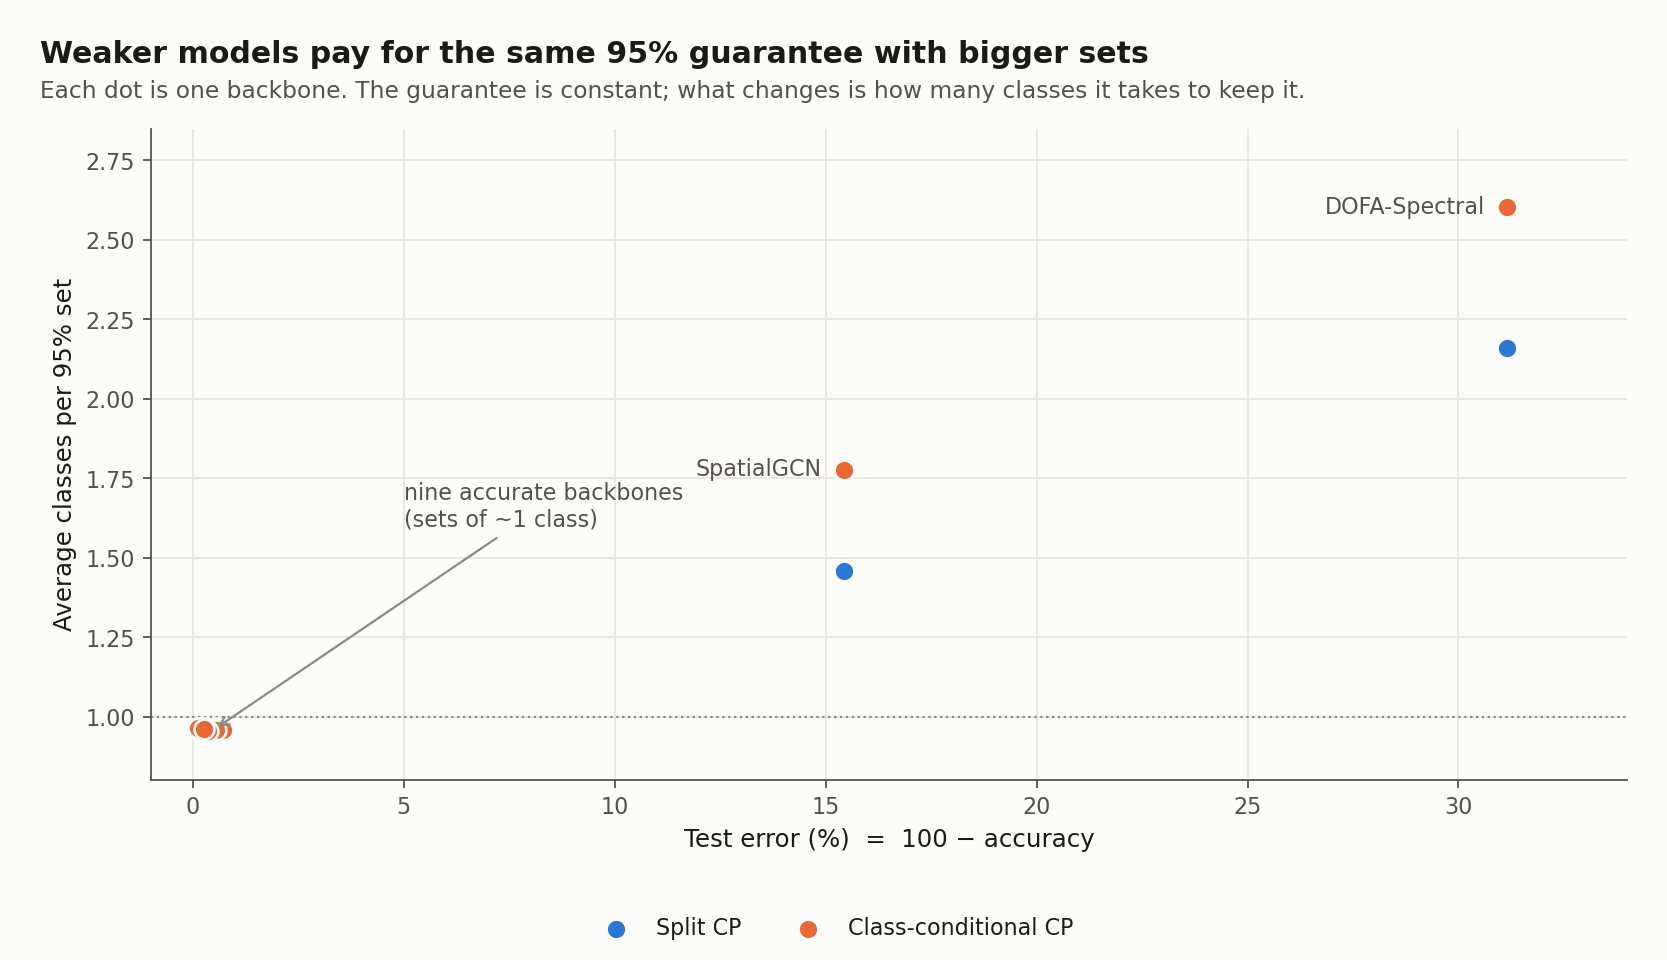 Weaker models pay for the same 95% guarantee with bigger sets
Each dot is one backbone. The guarantee is constant; what changes is how many classes it takes to keep it.
Average classes per 95% set
2.75
2.50
2.25
2.00
1.75
1.50
1.25
1.00
DOFA-Spectral
SpatialGCN
nine accurate backbones
(sets of ~1 class)
0
5
10
15
20
25
30
Test error (%) = 100 − accuracy
Split CP
Class-conditional CP